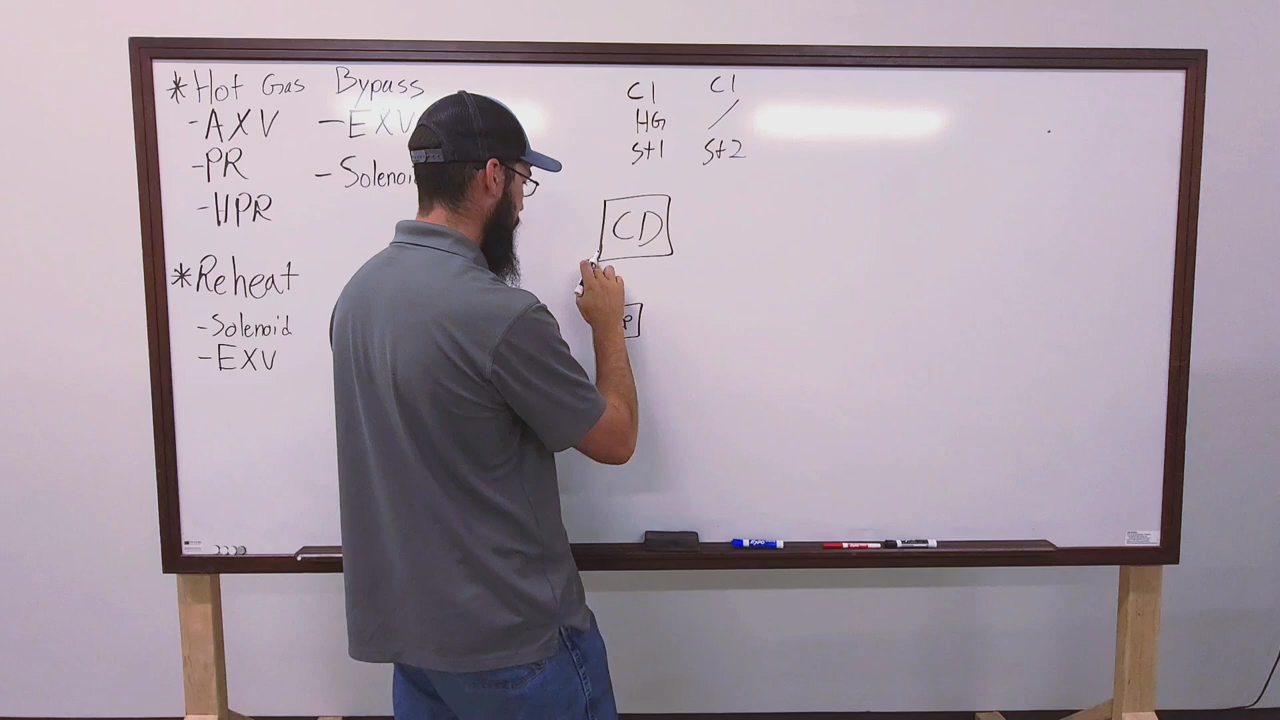 *Hot Gas Bypass
-AXV -EXV
-PR -Solenoi
-HPR
*Reheat
-Solenoid
-EXV
C1 C1
HG /
St1 St2
CD
P